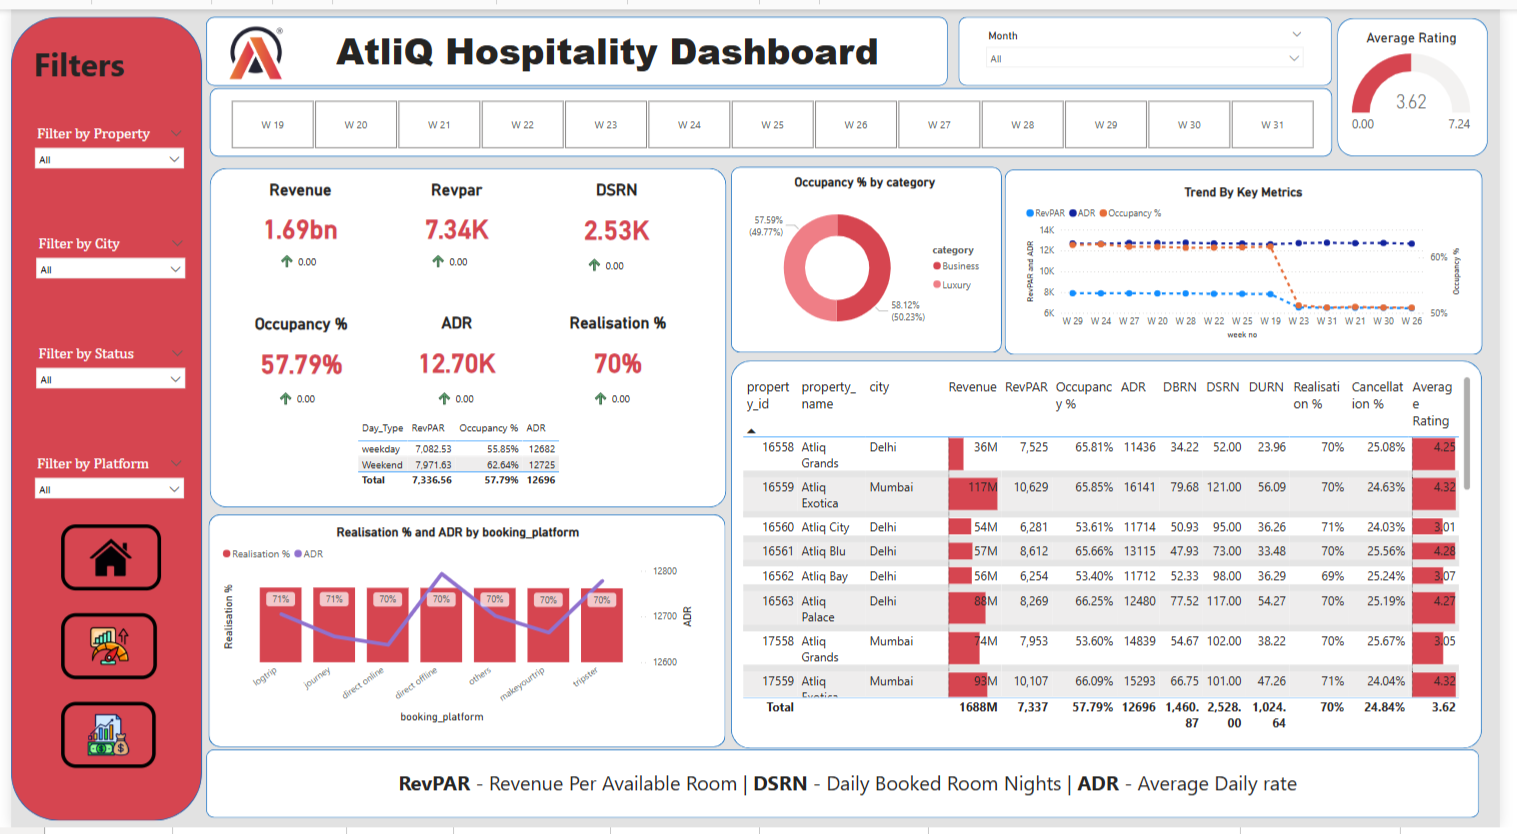 Filters
Filter by Property
All
Filter by City
All
Filter by Status
All
Filter by Platform
All
®
AtliQ Hospitality Dashboard
Month
All
Average Rating
3.62
0.00 7.24
W 19 W 20 W 21 W 22 W 23 W 24 W 25 W 26 W 27 W 28 W 29 W 30 W 31
Revenue Revpar DSRN
1.69bn 7.34K 2.53K
0.00 0.00 0.00
Occupancy % ADR Realisation %
57.79% 12.70K 70%
0.00 0.00 0.00
Day_Type RevPAR Occupancy % ADR
weekday 7,082.53 55.85% 12682
Weekend 7,971.63 62.64% 12725
Total 7,336.56 57.79% 12696
Occupancy % by category
57.59%
(49.77%)
category
Business
Luxury
58.12%
(50.23%)
Trend By Key Metrics
RevPAR ADR Occupancy %
RevPAR and ADR
14K
12K
10K
8K
6K
60%
50%
Occupancy %
W 29 W 24 W 27 W 20 W 28 W 22 W 25 W 19 W 23 W 31 W 21 W 30 W 26
week no
Realisation % and ADR by booking_platform
Realisation % ADR
Realisation %
71% 71% 70% 70% 70% 70% 70%
12800
12700
12600
ADR
logtrip journey direct online direct offline others makeyourtrip tripster
booking_platform
propert property_ city Revenue RevPAR Occupanc ADR DBRN DSRN DURN Realisati Cancellat Averag
y_id name y % on % ion % e
Rating
16558 Atliq Delhi 36M 7,525 65.81% 11436 34.22 52.00 23.96 70% 25.08% 4.25
Grands
16559 Atliq Mumbai 117M 10,629 65.85% 16141 79.68 121.00 56.09 70% 24.63% 4.32
Exotica
16560 Atliq City Delhi 54M 6,281 53.61% 11714 50.93 95.00 36.26 71% 24.03% 3.01
16561 Atliq Blu Delhi 57M 8,612 65.66% 13115 47.93 73.00 33.48 70% 25.56% 4.28
16562 Atliq Bay Delhi 56M 6,254 53.40% 11712 52.33 98.00 36.29 69% 25.24% 3.07
16563 Atliq Delhi 88M 8,269 66.25% 12480 77.52 117.00 54.27 70% 25.19% 4.27
Palace
17558 Atliq Mumbai 74M 7,953 53.60% 14839 54.67 102.00 38.22 70% 25.67% 3.05
Grands
17559 Atliq Mumbai 93M 10,107 66.09% 15293 66.75 101.00 47.26 71% 24.04% 4.32
Exotica
Total 1688M 7,337 57.79% 12696 1,460. 2,528. 1,024. 70% 24.84% 3.62
87 00 64
RevPAR - Revenue Per Available Room | DSRN - Daily Booked Room Nights | ADR - Average Daily rate